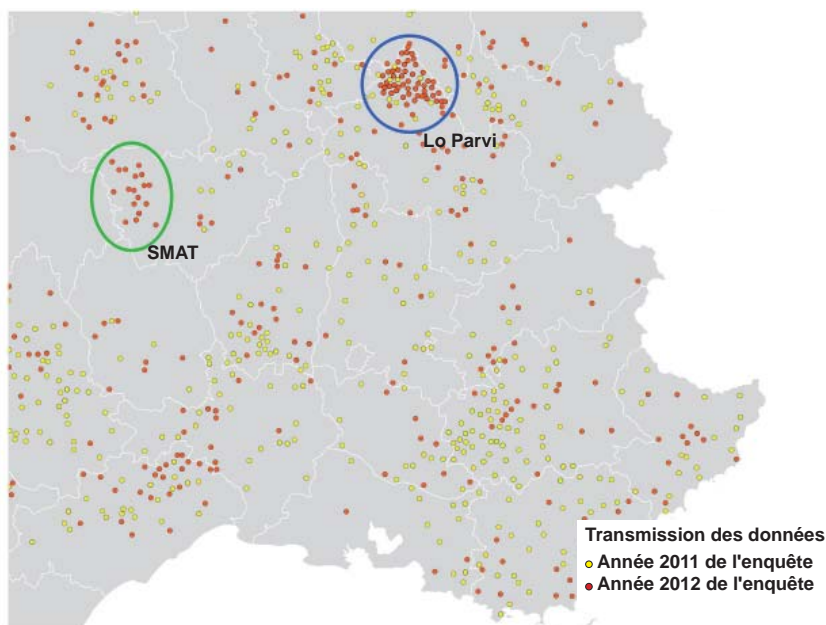 Lo Parvi
SMAT
Transmission des données
Année 2011 de l'enquête
Année 2012 de l'enquête